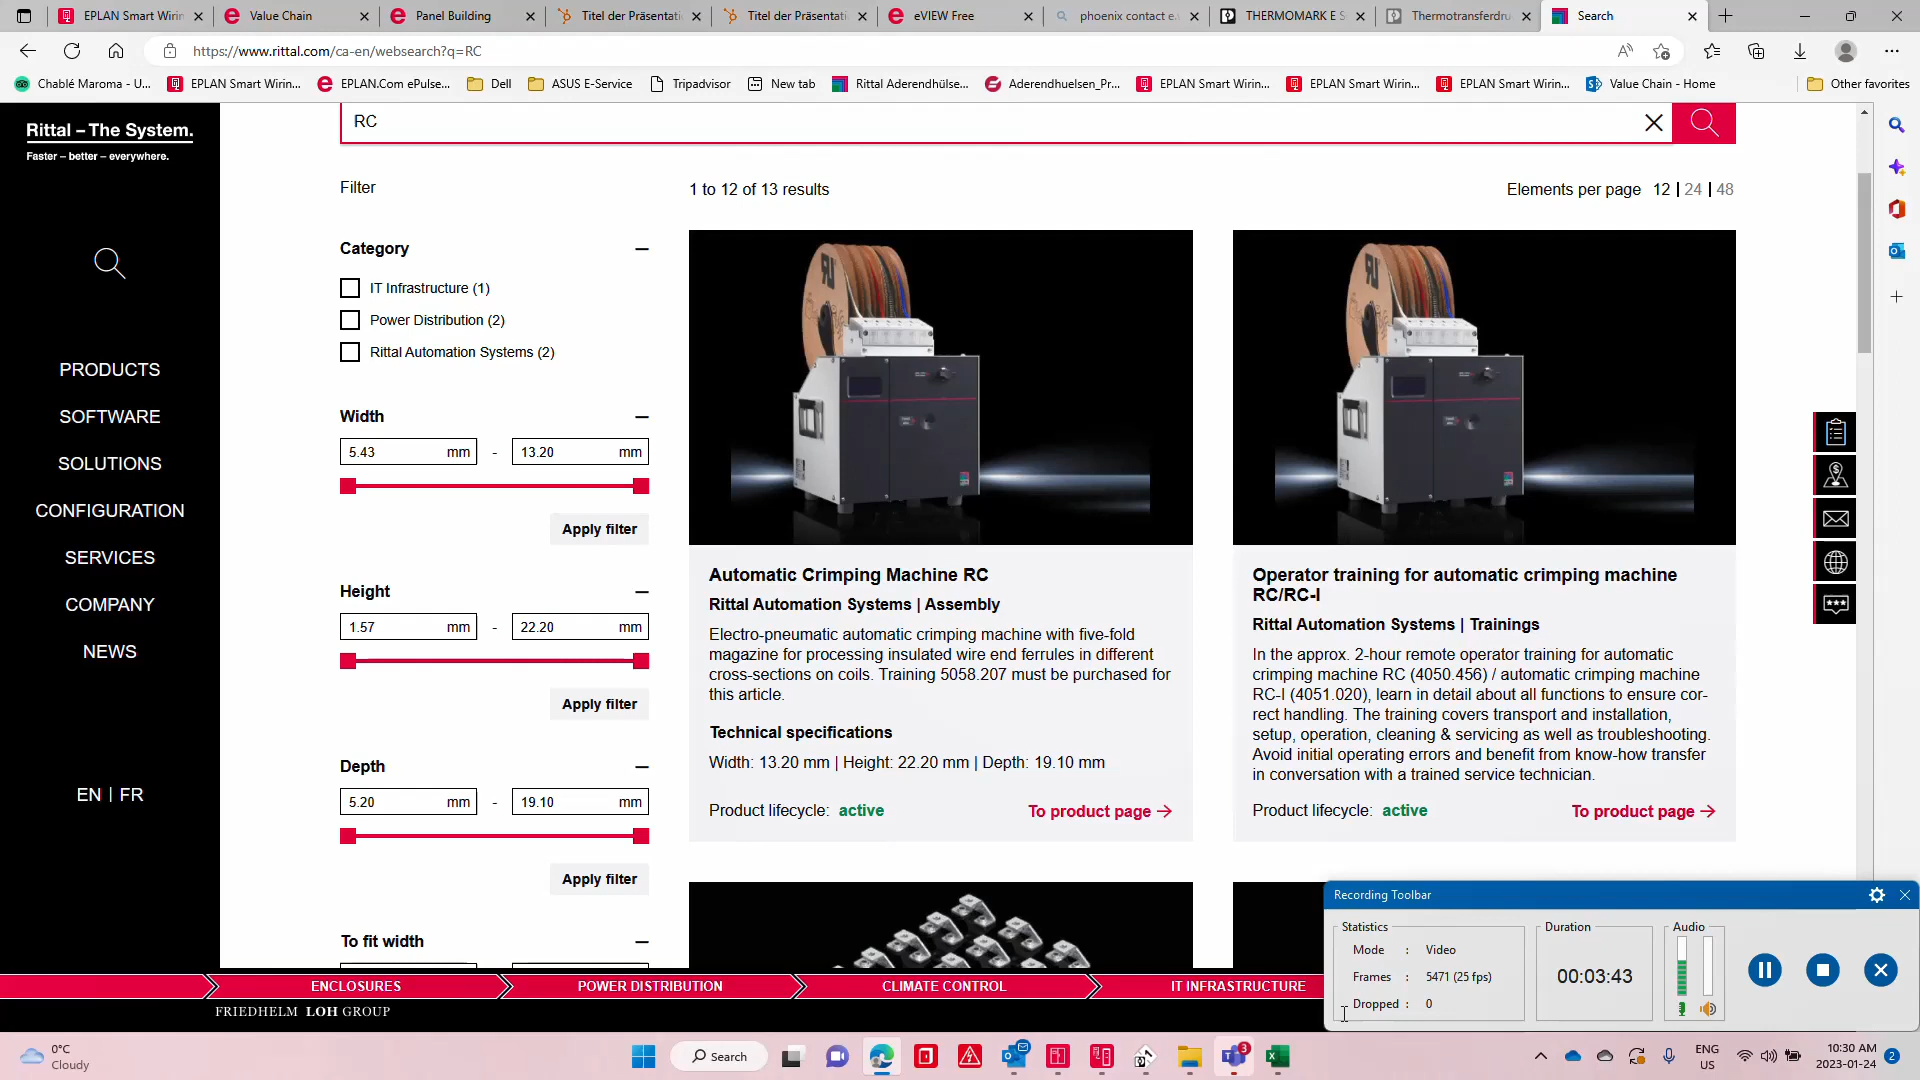 EPLAN Smart Wirin
Value Chain
Panel Building
Titel der Präsentati
Titel der Präsentati
eVIEW Free
phoenix contact e.
THERMOMARK E S
Thermotransferdru
Search
https://www.rittal.com/ca-en/websearch?q=RC
Chablé Maroma - U...
EPLAN Smart Wirin...
EPLAN.Com ePulse...
Dell
ASUS E-Service
Tripadvisor
New tab
Rittal Aderendhülse...
Aderendhuelsen_Pr...
EPLAN Smart Wirin...
EPLAN Smart Wirin...
EPLAN Smart Wirin...
Value Chain - Home
Other favorites
Rittal – The System.
Faster – better – everywhere.
PRODUCTS
SOFTWARE
SOLUTIONS
CONFIGURATION
SERVICES
COMPANY
NEWS
EN | FR
RC
Filter
1 to 12 of 13 results
Elements per page 12 | 24 | 48
Category
IT Infrastructure (1)
Power Distribution (2)
Rittal Automation Systems (2)
Width
5.43 mm - 13.20 mm
Apply filter
Height
1.57 mm - 22.20 mm
Apply filter
Depth
5.20 mm - 19.10 mm
Apply filter
To fit width
Automatic Crimping Machine RC
Rittal Automation Systems | Assembly
Electro-pneumatic automatic crimping machine with five-fold
magazine for processing insulated wire end ferrules in different
cross-sections on coils. Training 5058.207 must be purchased for
this article.
Technical specifications
Width: 13.20 mm | Height: 22.20 mm | Depth: 19.10 mm
Product lifecycle: active
To product page →
Operator training for automatic crimping machine
RC/RC-I
Rittal Automation Systems | Trainings
In the approx. 2-hour remote operator training for automatic
crimping machine RC (4050.456) / automatic crimping machine
RC-I (4051.020), learn in detail about all functions to ensure cor-
rect handling. The training covers transport and installation,
setup, operation, cleaning & servicing as well as troubleshooting.
Avoid initial operating errors and benefit from know-how transfer
in conversation with a trained service technician.
Product lifecycle: active
To product page →
ENCLOSURES
POWER DISTRIBUTION
CLIMATE CONTROL
IT INFRASTRUCTURE
FRIEDHELM LOH GROUP
Recording Toolbar
Statistics
Mode : Video
Frames : 5471 (25 fps)
Dropped : 0
Duration
00:03:43
Audio
0°C
Cloudy
Search
3
ENG
US
10:30 AM
2023-01-24
2